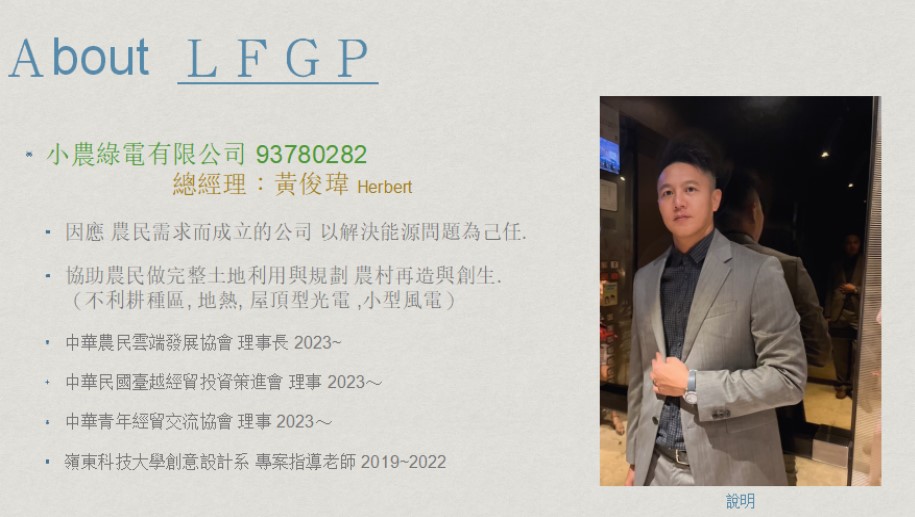 About LFGP
小農綠電有限公司 93780282
總經理：黃俊瑋 Herbert
因應 農民需求而成立的公司 以解決能源問題為己任.
協助農民做完整土地利用與規劃 農村再造與創生.
（不利耕種區, 地熱, 屋頂型光電 ,小型風電）
中華農民雲端發展協會 理事長 2023~
中華民國臺越經貿投資策進會 理事 2023～
中華青年經貿交流協會 理事 2023～
嶺東科技大學創意設計系 專案指導老師 2019~2022
說明